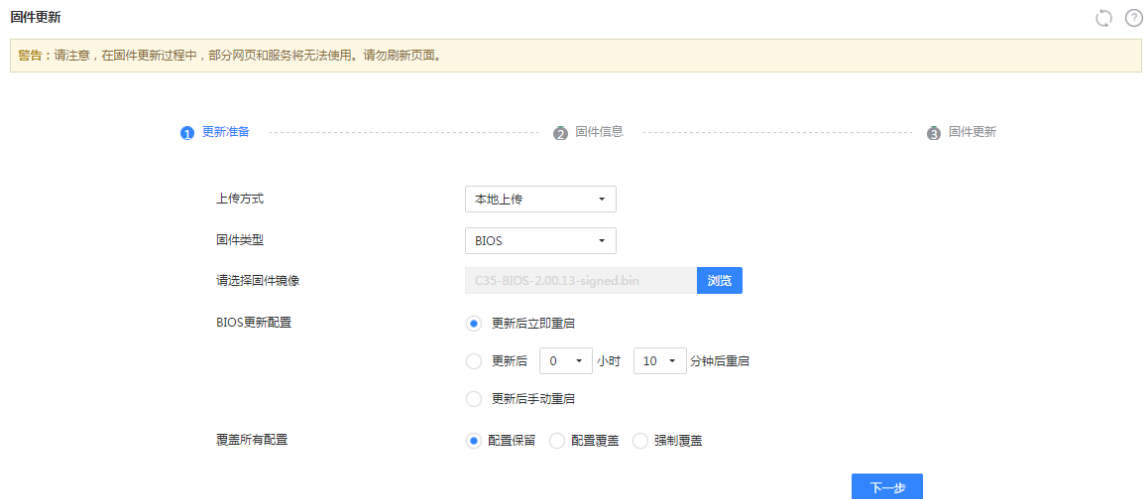 固件更新
警告：请注意，在固件更新过程中，部分网页和服务将无法使用。请勿刷新页面。
1 更新准备 2 固件信息 3 固件更新
上传方式 本地上传
固件类型 BIOS
请选择固件镜像 C35-BIOS-2.00.13-signed.bin 浏览
BIOS更新配置 更新后立即重启
更新后 0 小时 10 分钟后重启
更新后手动重启
覆盖所有配置 配置保留 配置覆盖 强制覆盖
下一步